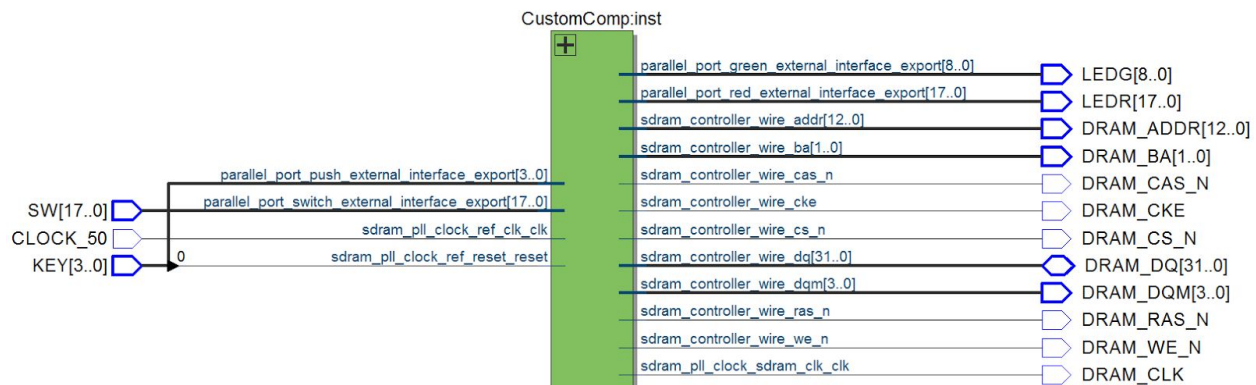 CustomComp:inst
+
parallel_port_green_external_interface_export[8..0]
LEDG[8..0]
parallel_port_red_external_interface_export[17..0]
LEDR[17..0]
sdram_controller_wire_addr[12..0]
DRAM_ADDR[12..0]
sdram_controller_wire_ba[1..0]
DRAM_BA[1..0]
parallel_port_push_external_interface_export[3..0]
sdram_controller_wire_cas_n
DRAM_CAS_N
SW[17..0]
parallel_port_switch_external_interface_export[17..0]
sdram_controller_wire_cke
DRAM_CKE
CLOCK_50
sdram_pll_clock_ref_clk_clk
sdram_controller_wire_cs_n
DRAM_CS_N
KEY[3..0]
0
sdram_pll_clock_ref_reset_reset
sdram_controller_wire_dq[31..0]
DRAM_DQ[31..0]
sdram_controller_wire_dqm[3..0]
DRAM_DQM[3..0]
sdram_controller_wire_ras_n
DRAM_RAS_N
sdram_controller_wire_we_n
DRAM_WE_N
sdram_pll_clock_sdram_clk_clk
DRAM_CLK